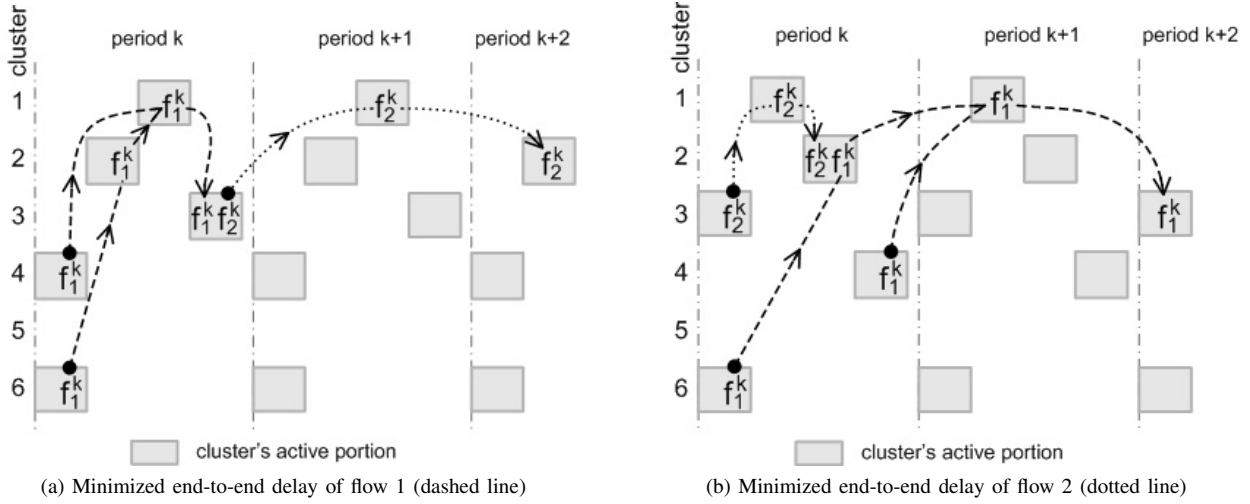 cluster
period k
period k+1
period k+2
1
f₁ᵏ
f₂ᵏ
2
f₁ᵏ
f₂ᵏ
3
f₁ᵏ f₂ᵏ
4
f₁ᵏ
5
6
f₁ᵏ
cluster's active portion
(a) Minimized end-to-end delay of flow 1 (dashed line)
cluster
period k
period k+1
period k+2
1
f₂ᵏ
f₁ᵏ
2
f₂ᵏ f₁ᵏ
3
f₂ᵏ
f₁ᵏ
4
f₁ᵏ
5
6
f₁ᵏ
cluster's active portion
(b) Minimized end-to-end delay of flow 2 (dotted line)